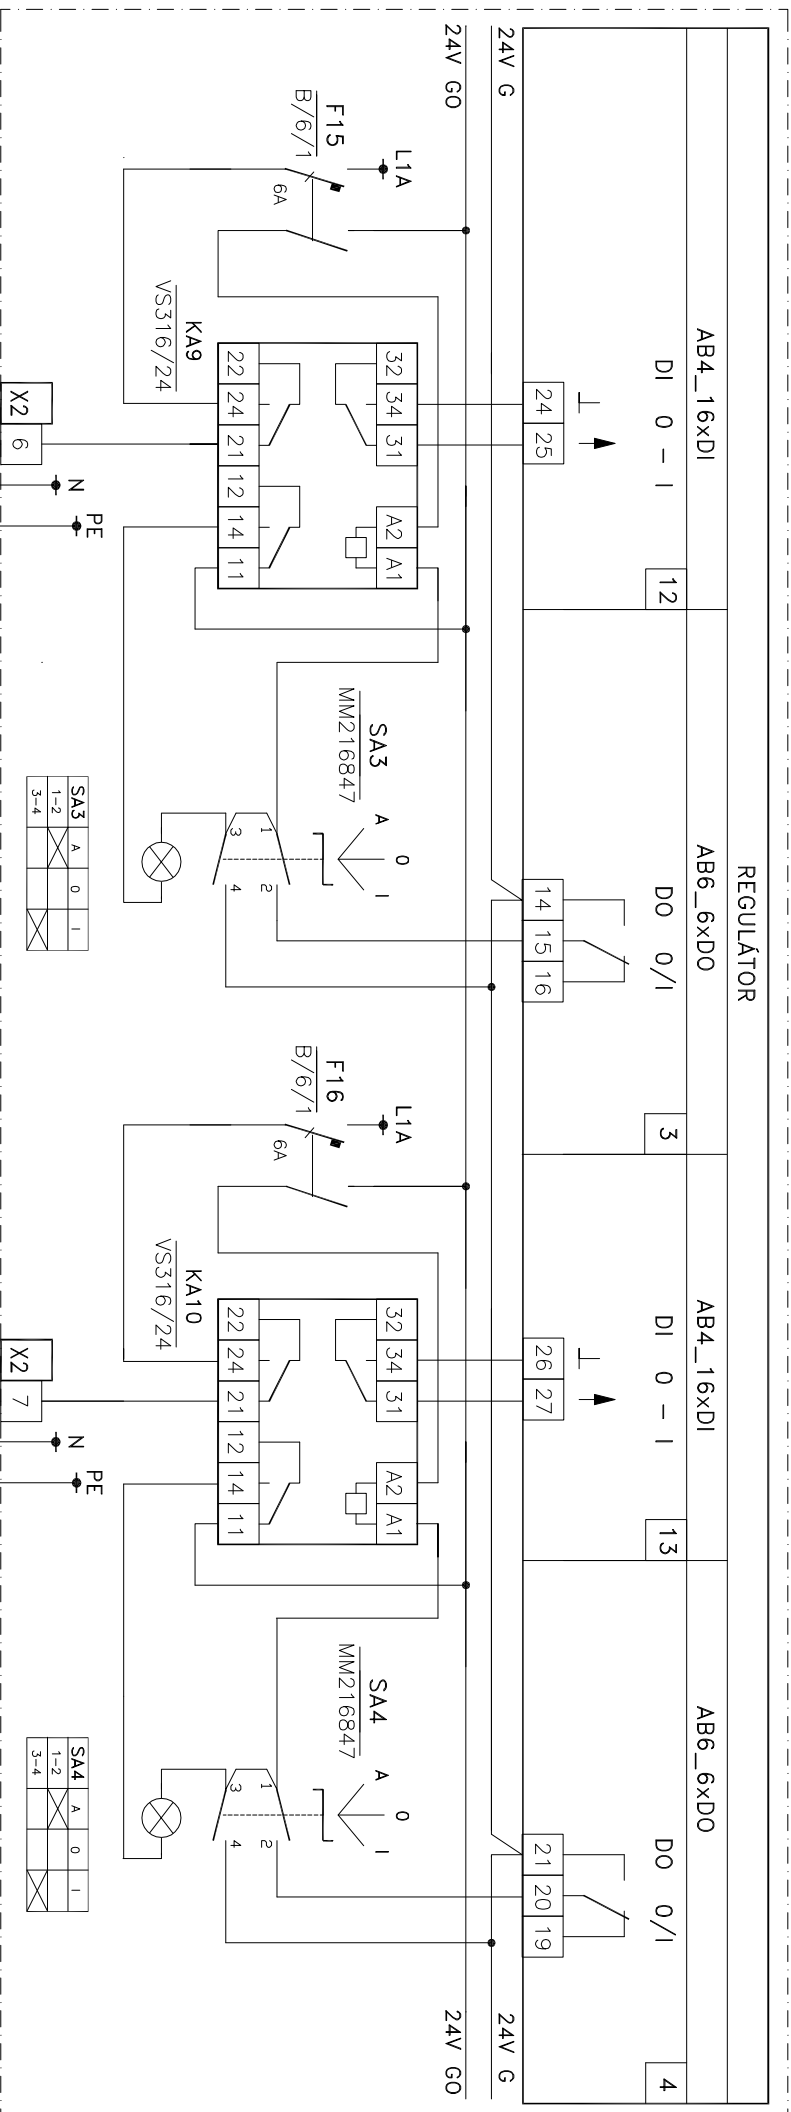 REGULÁTOR
AB4_16xDI
AB6_6xDO
AB4_16xDI
AB6_6xDO
DI 0 – I
12
DO 0/I
3
DI 0 – I
13
DO 0/I
4
24 25
14 15 16
26 27
21 20 19
24V G
24V G
24V GO
24V GO
L1A
F15
B/6/1
6A
32 34 31
A2 A1
KA9
VS316/24
22 24 21 12 14 11
SA3
MM216847
A 0 I
1 2
3 4
L1A
F16
B/6/1
6A
32 34 31
A2 A1
KA10
VS316/24
22 24 21 12 14 11
SA4
MM216847
A 0 I
1 2
3 4
X2
6
N
PE
SA3 A 0 I
1-2
3-4
X2
7
N
PE
SA4 A 0 I
1-2
3-4